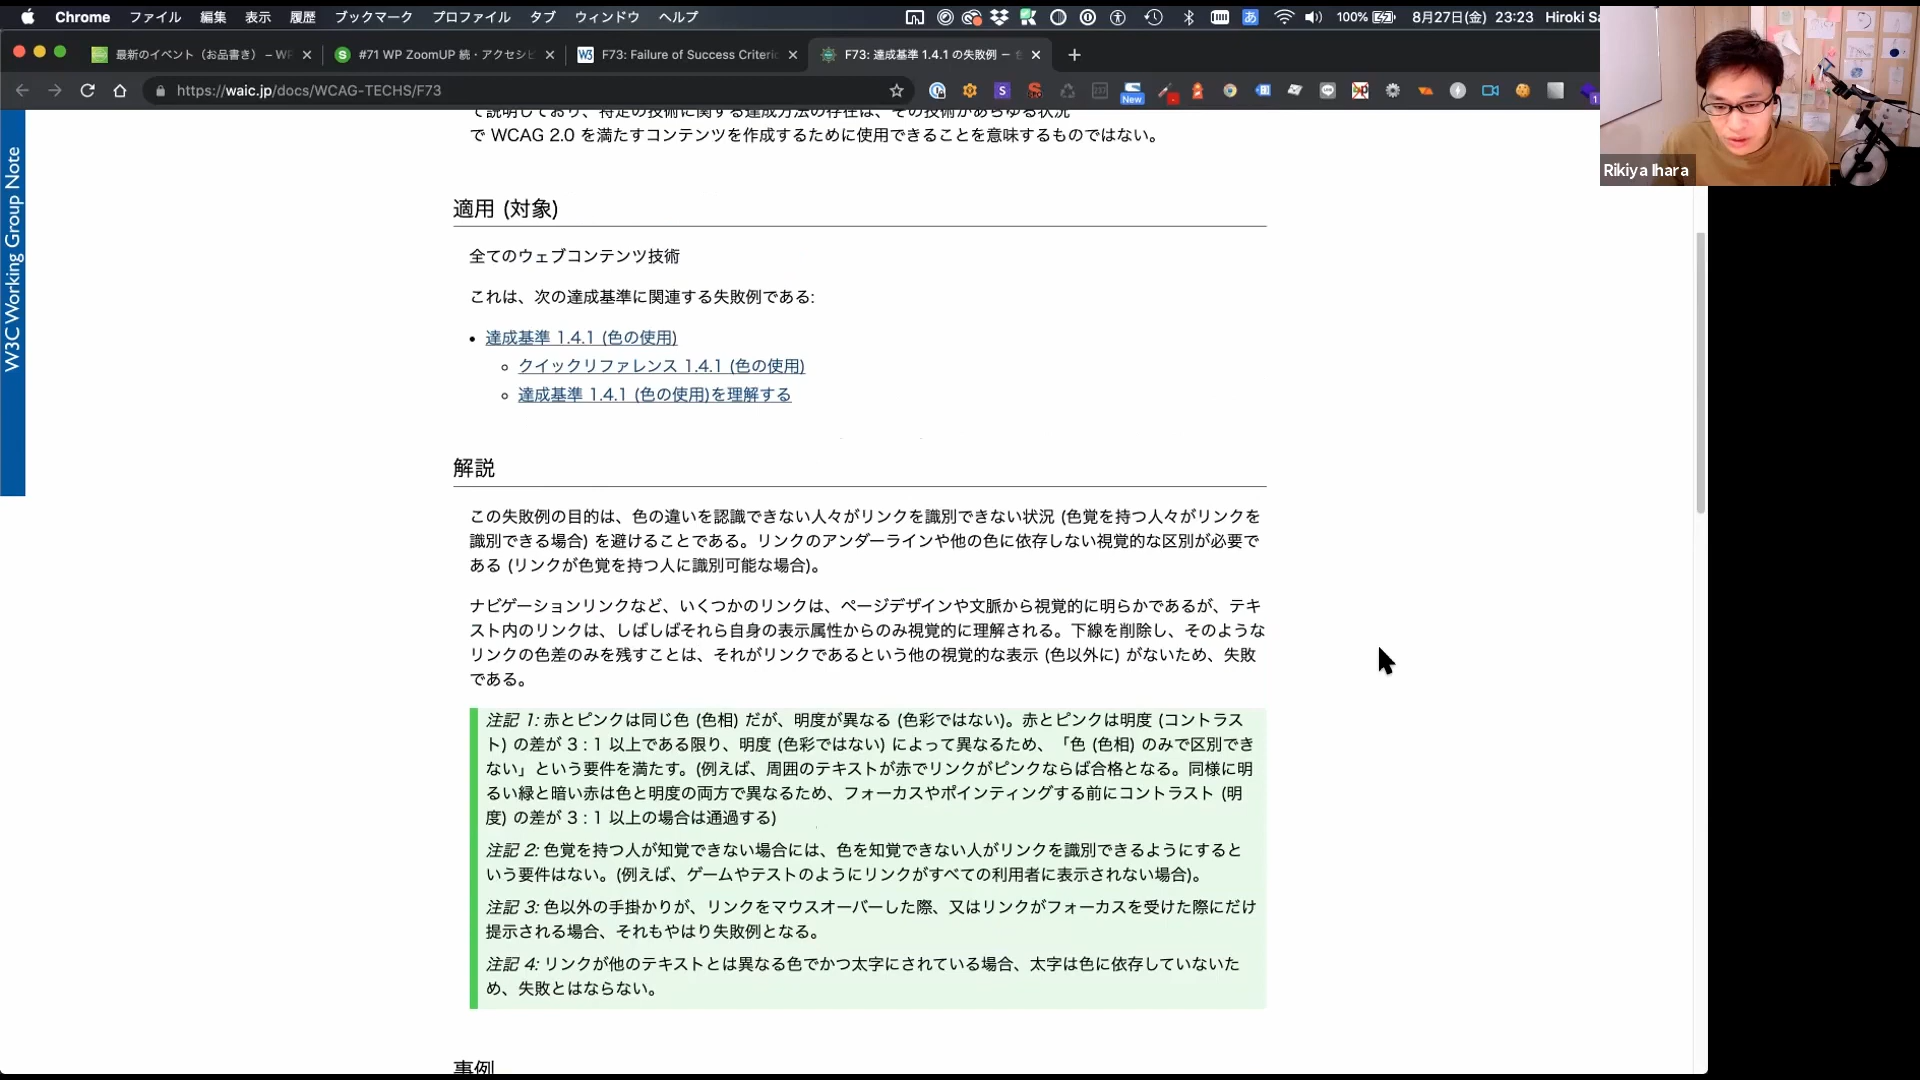 Chrome ファイル 編集 表示 履歴 ブックマーク プロファイル タブ ウィンドウ ヘルプ
あ 100% 8月27日(金) 23:23 Hiroki
最新のイベント（お品書き） –
#71 WP ZoomUP 続・アクセシ
F73: Failure of Success Criteri
F73: 達成基準 1.4.1 の失敗例 –
https://waic.jp/docs/WCAG-TECHS/F73
New
Rikiya Ihara
W3C Working Group Note
て説明しており、特定の技術に関する達成方法の存在は、その技術があらゆる状況
で WCAG 2.0 を満たすコンテンツを作成するために使用できることを意味するものではない。
適用 (対象)
全てのウェブコンテンツ技術
これは、次の達成基準に関連する失敗例である:
• 達成基準 1.4.1 (色の使用)
◦ クイックリファレンス 1.4.1 (色の使用)
◦ 達成基準 1.4.1 (色の使用)を理解する
解説
この失敗例の目的は、色の違いを認識できない人々がリンクを識別できない状況 (色覚を持つ人々がリンクを
識別できる場合) を避けることである。リンクのアンダーラインや他の色に依存しない視覚的な区別が必要で
ある (リンクが色覚を持つ人に識別可能な場合)。
ナビゲーションリンクなど、いくつかのリンクは、ページデザインや文脈から視覚的に明らかであるが、テキ
スト内のリンクは、しばしばそれら自身の表示属性からのみ視覚的に理解される。下線を削除し、そのような
リンクの色差のみを残すことは、それがリンクであるという他の視覚的な表示 (色以外に) がないため、失敗
である。
注記 1: 赤とピンクは同じ色 (色相) だが、明度が異なる (色彩ではない)。赤とピンクは明度 (コントラス
ト) の差が 3 : 1 以上である限り、明度 (色彩ではない) によって異なるため、「色 (色相) のみで区別でき
ない」という要件を満たす。(例えば、周囲のテキストが赤でリンクがピンクならば合格となる。同様に明
るい緑と暗い赤は色と明度の両方で異なるため、フォーカスやポインティングする前にコントラスト (明
度) の差が 3 : 1 以上の場合は通過する)
注記 2: 色覚を持つ人が知覚できない場合には、色を知覚できない人がリンクを識別できるようにすると
いう要件はない。(例えば、ゲームやテストのようにリンクがすべての利用者に表示されない場合)。
注記 3: 色以外の手掛かりが、リンクをマウスオーバーした際、又はリンクがフォーカスを受けた際にだけ
提示される場合、それもやはり失敗例となる。
注記 4: リンクが他のテキストとは異なる色でかつ太字にされている場合、太字は色に依存していないた
め、失敗とはならない。
事例